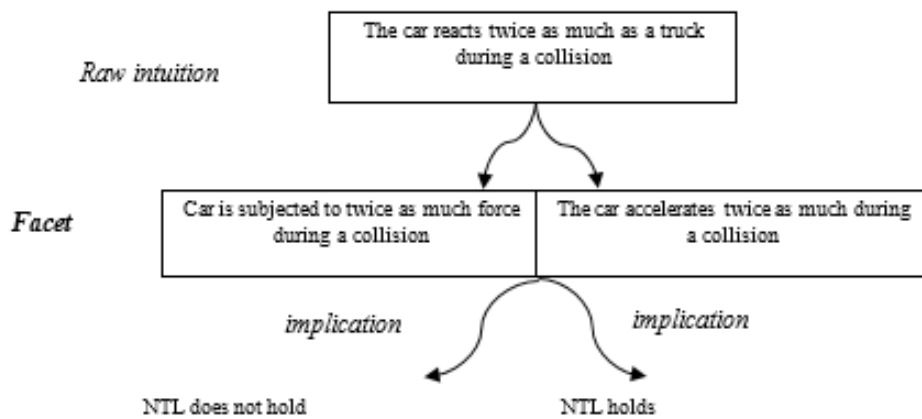 The car reacts twice as much as a truck
during a collision
Raw intuition
Facet
Car is subjected to twice as much force
during a collision
The car accelerates twice as much during
a collision
implication
implication
NTL does not hold
NTL holds